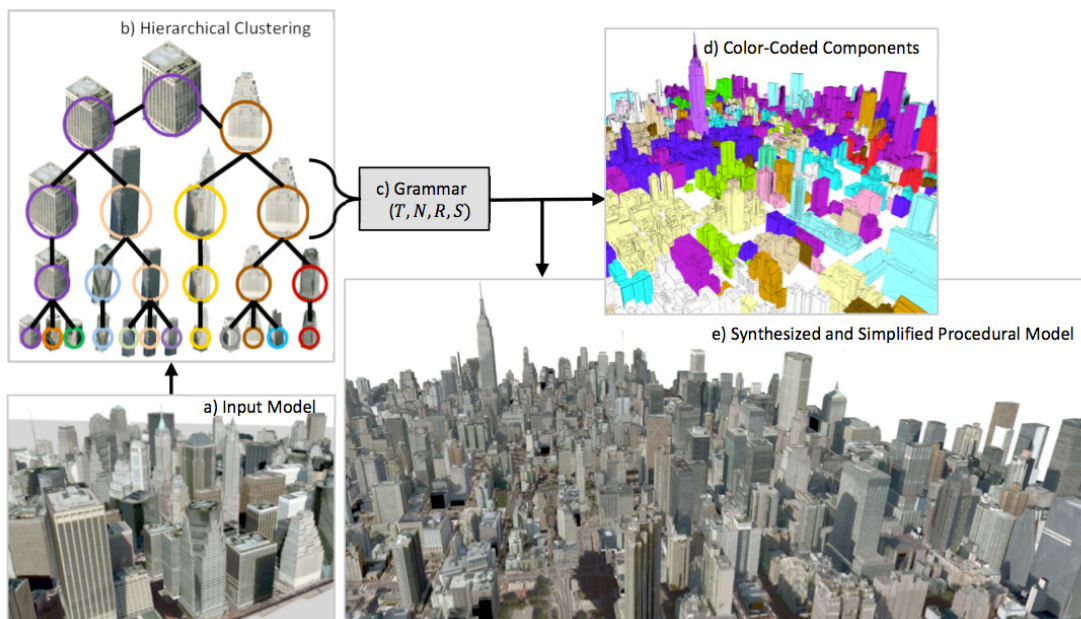 b) Hierarchical Clustering
d) Color-Coded Components
c) Grammar
(T, N, R, S)
e) Synthesized and Simplified Procedural Model
a) Input Model